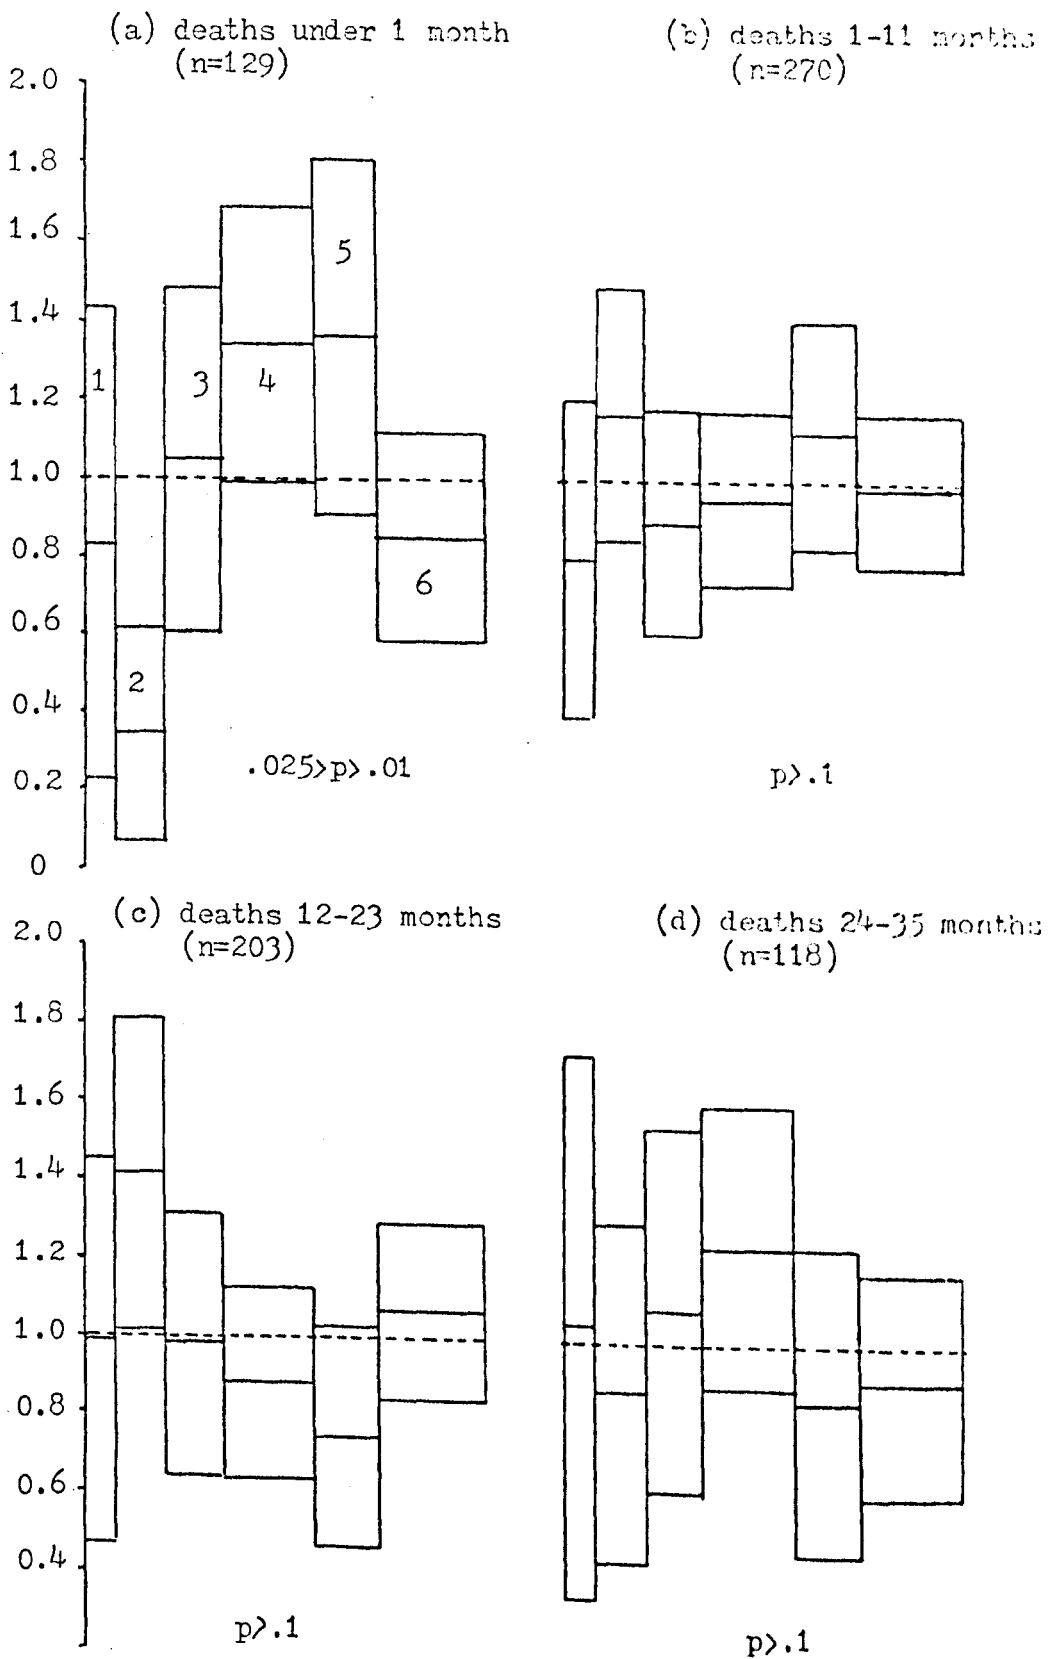 (a) deaths under 1 month
(n=129)
(b) deaths 1-11 months
(n=270)
2.0
1.8
1.6
1.4
1.2
1.0
0.8
0.6
0.4
0.2
0
1
2
3
4
5
6
.025>p>.01
p>.1
(c) deaths 12-23 months
(n=203)
(d) deaths 24-35 months
(n=118)
2.0
1.8
1.6
1.4
1.2
1.0
0.8
0.6
0.4
p>.1
p>.1